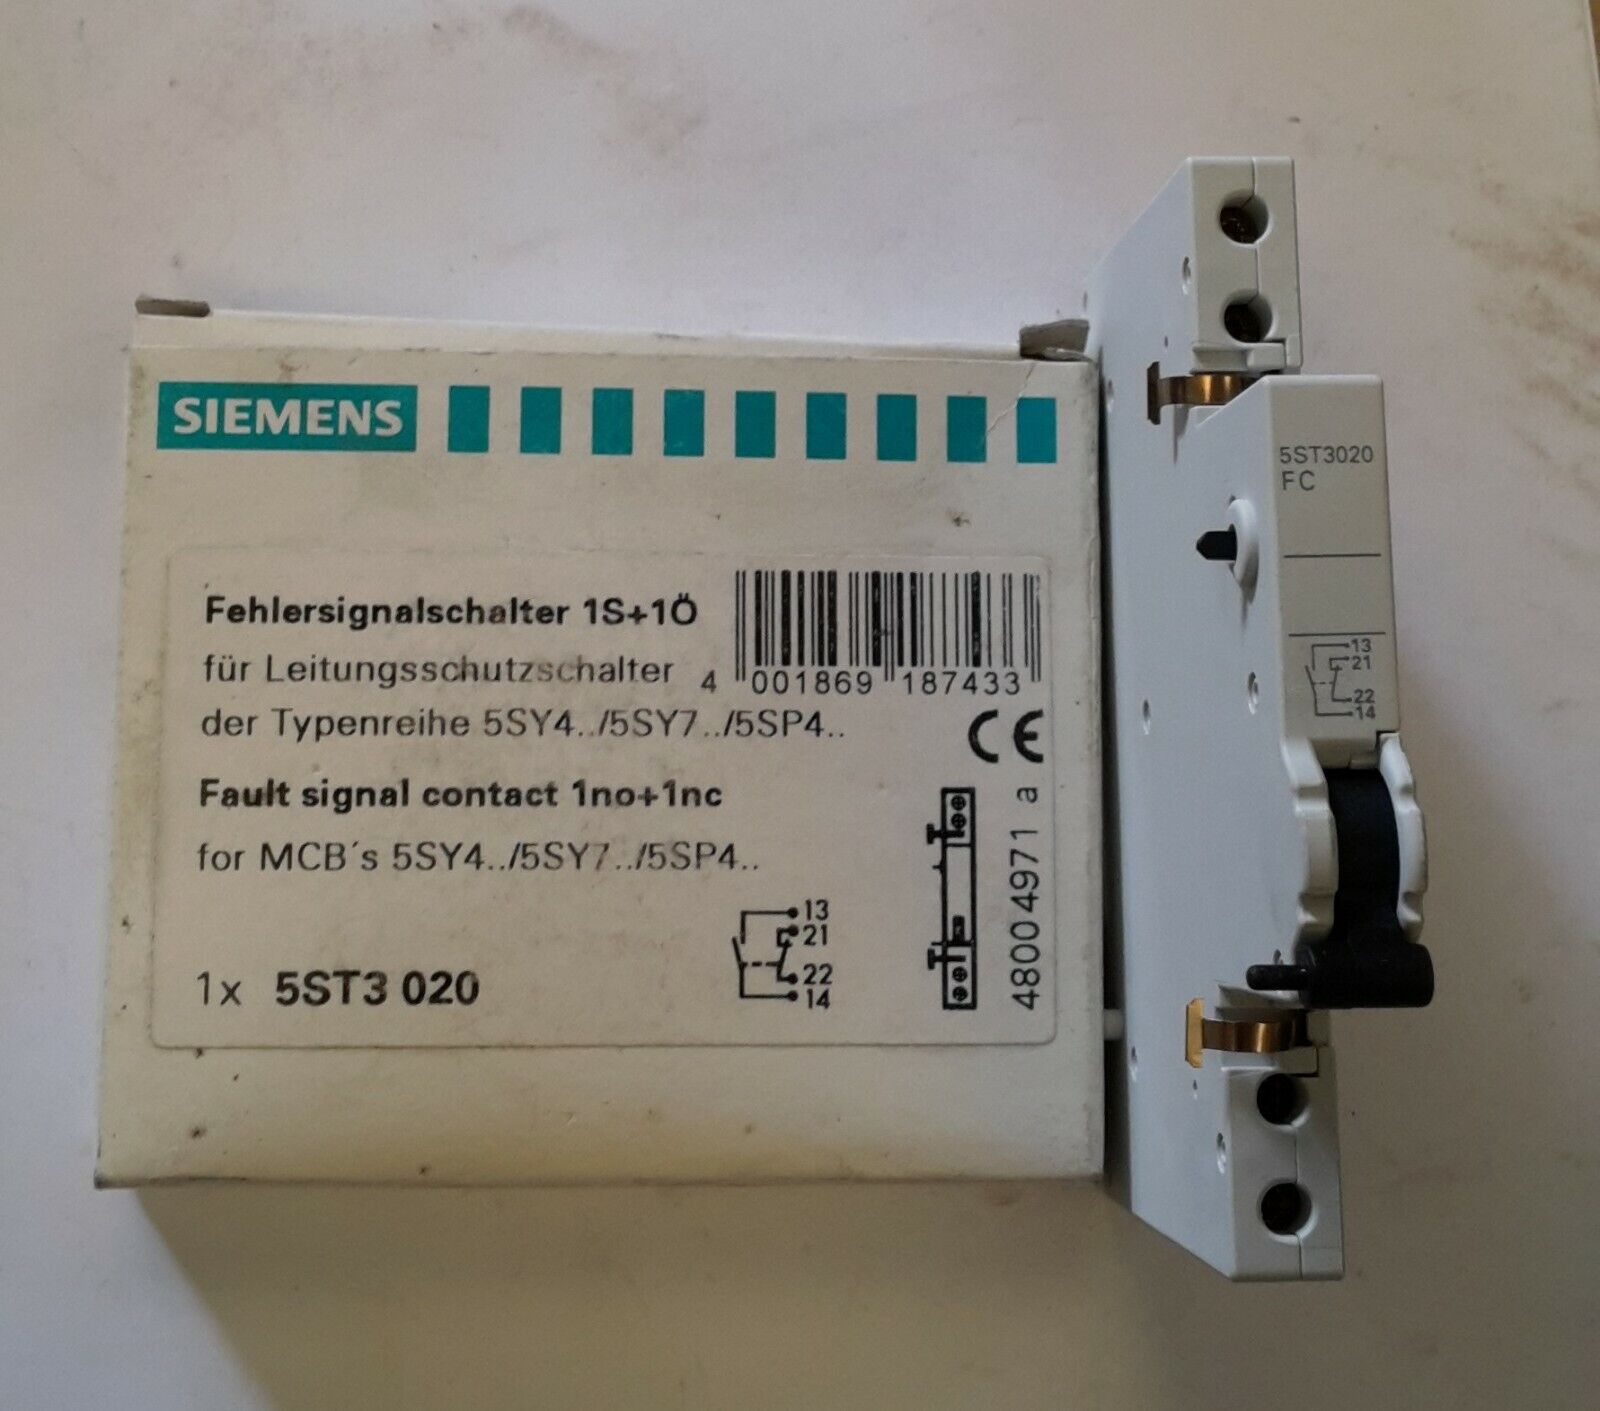 SIEMENS
Fehlersignalschalter 1S+1Ö
für Leitungsschutzschalter
der Typenreihe 5SY4../5SY7../5SP4..
4 001869 187433
CE
Fault signal contact 1no+1nc
for MCB´s 5SY4../5SY7../5SP4..
1x 5ST3 020
13
21
22
14
48004971 a
5ST3020
FC
13
21
22
14